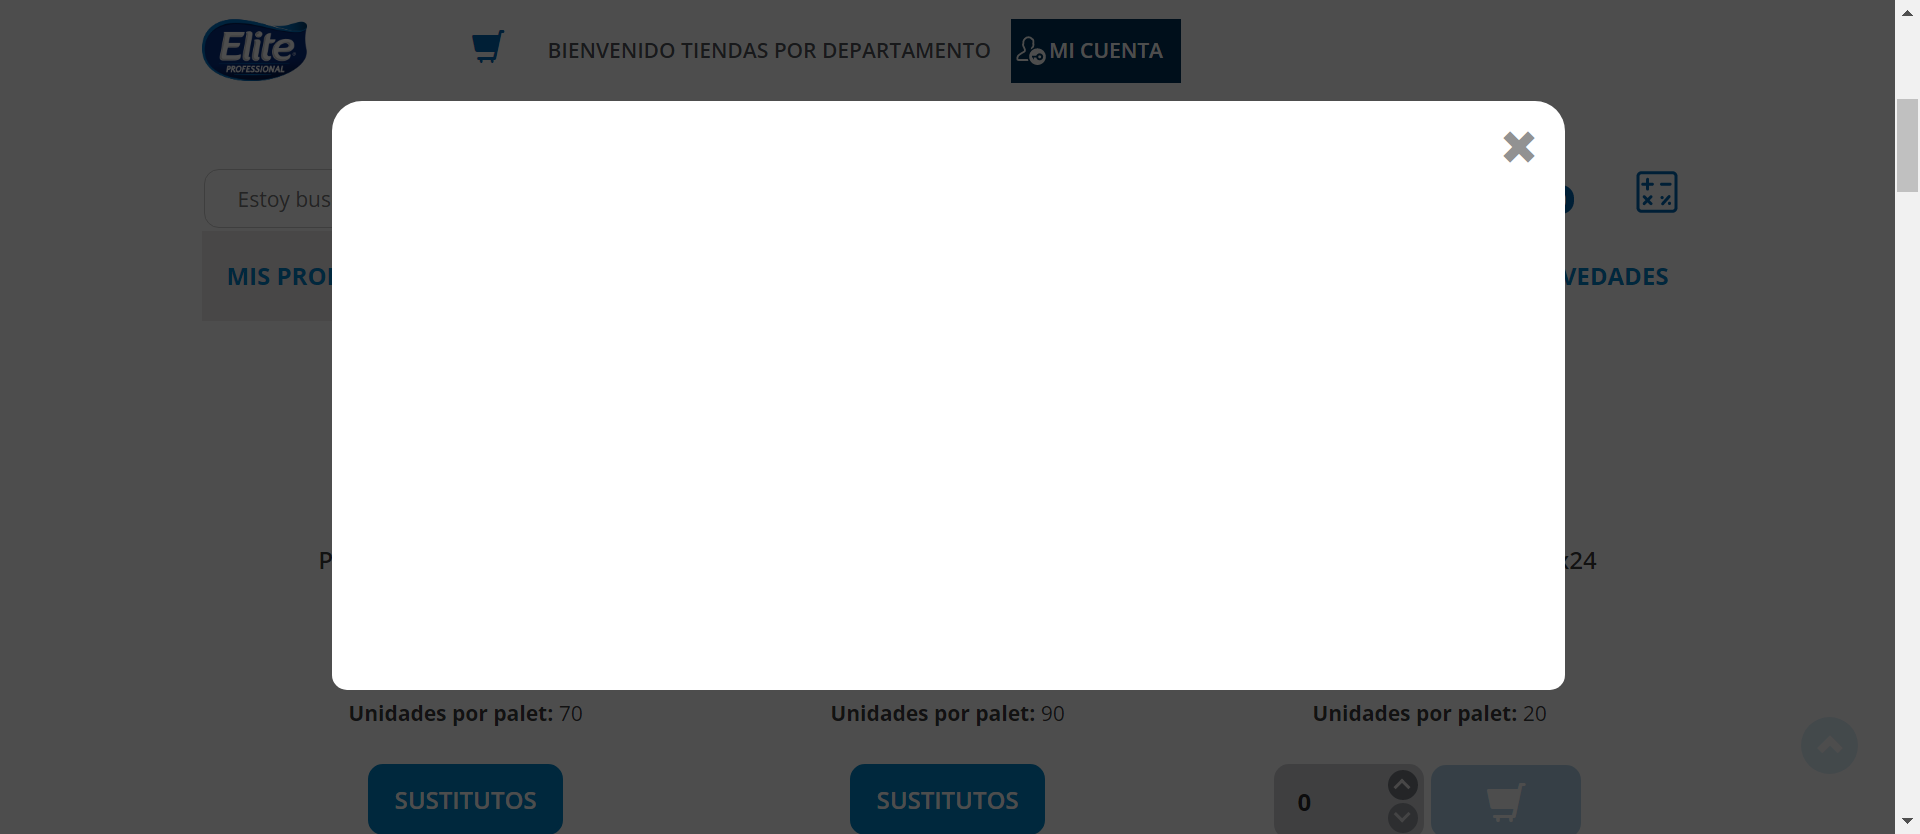 Elite
PROFESSIONAL
BIENVENIDO TIENDAS POR DEPARTAMENTO
MI CUENTA
Estoy bus
MIS PRO
VEDADES
P
x24
Unidades por palet: 70
Unidades por palet: 90
Unidades por palet: 20
SUSTITUTOS
SUSTITUTOS
0